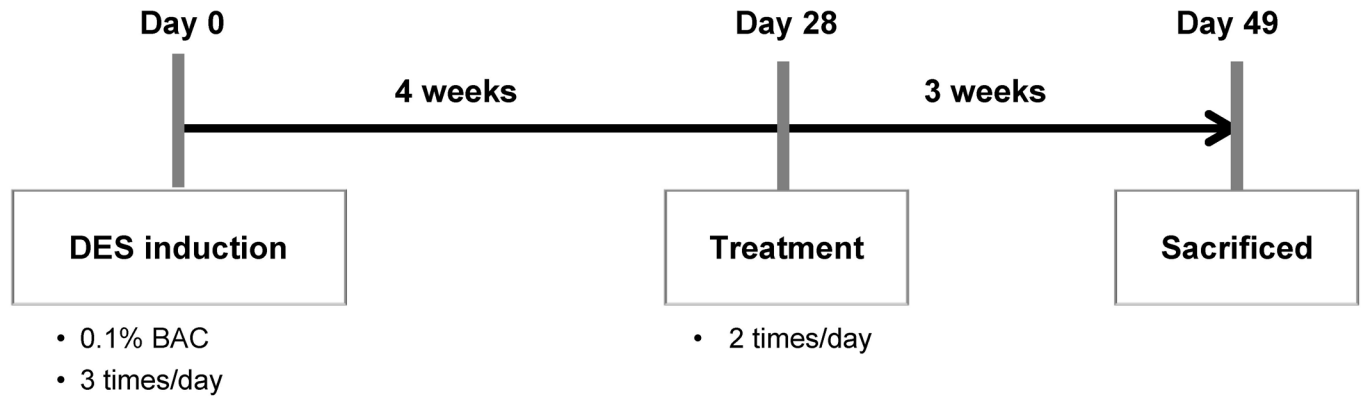 Day 0
Day 28
Day 49
4 weeks
3 weeks
DES induction
Treatment
Sacrificed
• 0.1% BAC
• 2 times/day
• 3 times/day